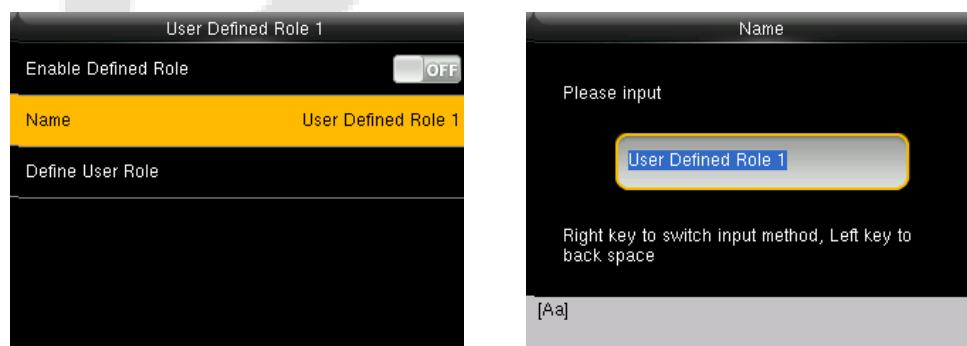 User Defined Role 1
Enable Defined Role OFF
Name User Defined Role 1
Define User Role
Name
Please input
User Defined Role 1
Right key to switch input method, Left key to
back space
[Aa]